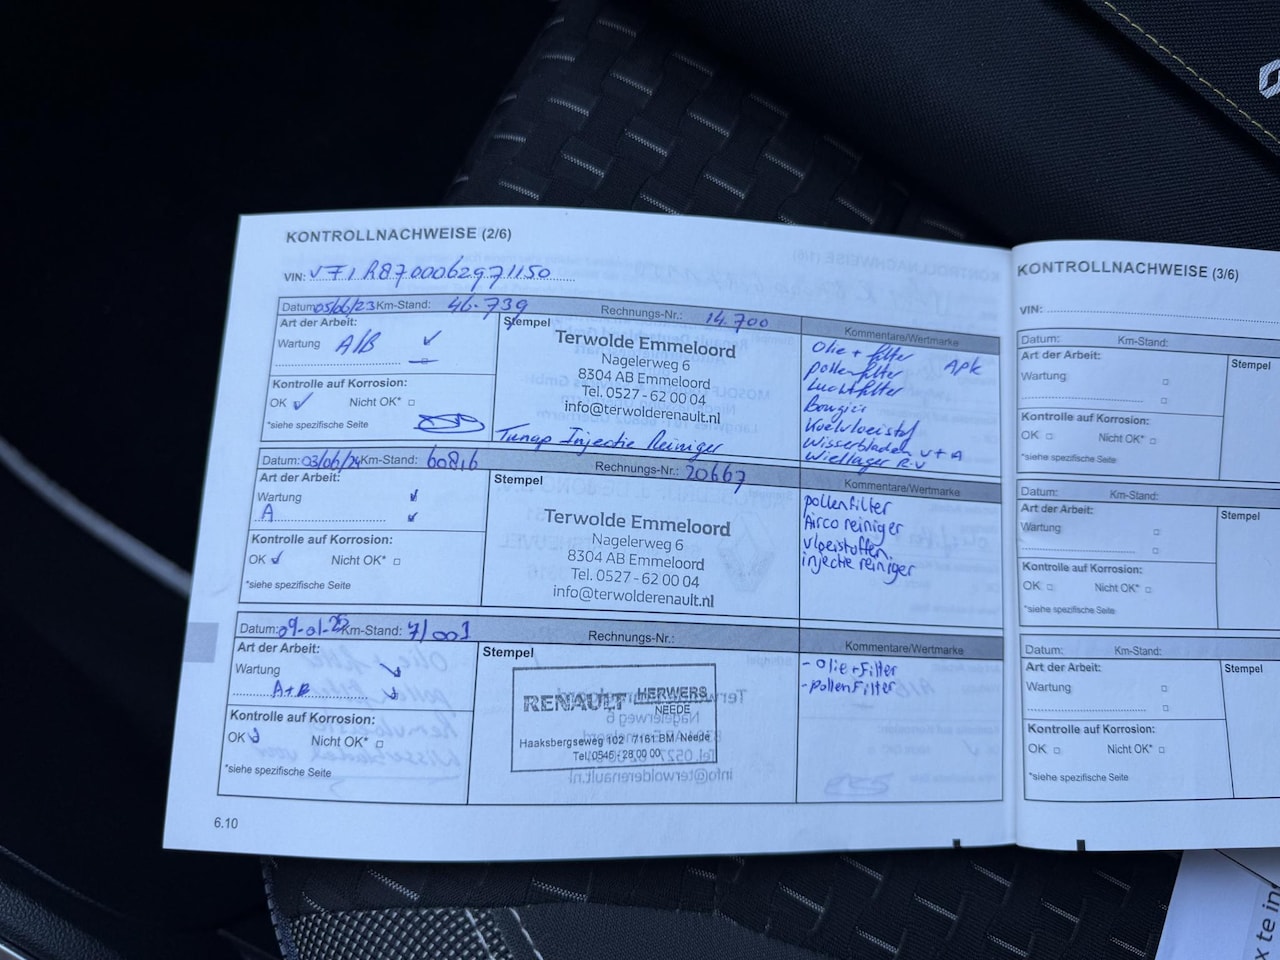 KONTROLLNACHWEISE (2/6)
VIN: VF1R8700062971150
Datum: 05/06/23 Km-Stand: 46.739 Rechnungs-Nr.: 14.700
Art der Arbeit:
Wartung A/B
Kontrolle auf Korrosion:
OK Nicht OK*
*siehe spezifische Seite
Stempel
Terwolde Emmeloord
Nagelerweg 6
8304 AB Emmeloord
Tel. 0527 - 62 00 04
info@terwolderenault.nl
Tunap Injectie Reiniger
Kommentare/Wertmarke
Olie + filter APK
pollenfilter
Luchtfilter
Bougies
Koelvloeistof
Wisserbladen V+A
Wiellager R.V
Datum: 03/06/24 Km-Stand: 60816 Rechnungs-Nr.: 20667
Art der Arbeit:
Wartung
A
Kontrolle auf Korrosion:
OK Nicht OK*
*siehe spezifische Seite
Stempel
Terwolde Emmeloord
Nagelerweg 6
8304 AB Emmeloord
Tel. 0527 - 62 00 04
info@terwolderenault.nl
Kommentare/Wertmarke
pollenfilter
Airco reiniger
vloeistoffen
injectie reiniger
Datum: 09-01- Km-Stand: 71001 Rechnungs-Nr.:
Art der Arbeit:
Wartung
A+B
Kontrolle auf Korrosion:
OK Nicht OK*
*siehe spezifische Seite
Stempel
RENAULT HERWERS
NEEDE
Haaksbergseweg 102 7161 BM Neede
Tel. 0545 - 28 00 00
Kommentare/Wertmarke
- Olie+Filter
- pollenFilter
6.10
KONTROLLNACHWEISE (3/6)
VIN:
Datum: Km-Stand:
Art der Arbeit:
Wartung
Kontrolle auf Korrosion:
OK Nicht OK*
*siehe spezifische Seite
Stempel
Datum: Km-Stand:
Art der Arbeit:
Wartung
Kontrolle auf Korrosion:
OK Nicht OK*
*siehe spezifische Seite
Stempel
Datum: Km-Stand:
Art der Arbeit:
Wartung
Kontrolle auf Korrosion:
OK Nicht OK*
*siehe spezifische Seite
Stempel
x te in